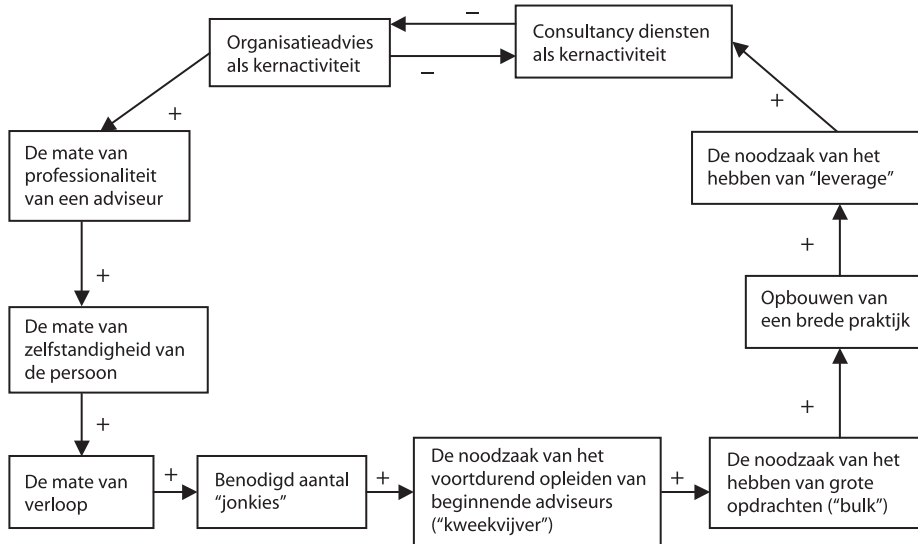 Organisatieadvies
als kernactiviteit
–
–
Consultancy diensten
als kernactiviteit
+
De mate van
professionaliteit
van een adviseur
+
De mate van
zelfstandigheid van
de persoon
+
De mate van
verloop
+
Benodigd aantal
“jonkies”
+
De noodzaak van het
voortdurend opleiden van
beginnende adviseurs
(“kweekvijver”)
+
De noodzaak van het
hebben van grote
opdrachten (“bulk”)
+
Opbouwen van
een brede praktijk
+
De noodzaak van het
hebben van “leverage”
+